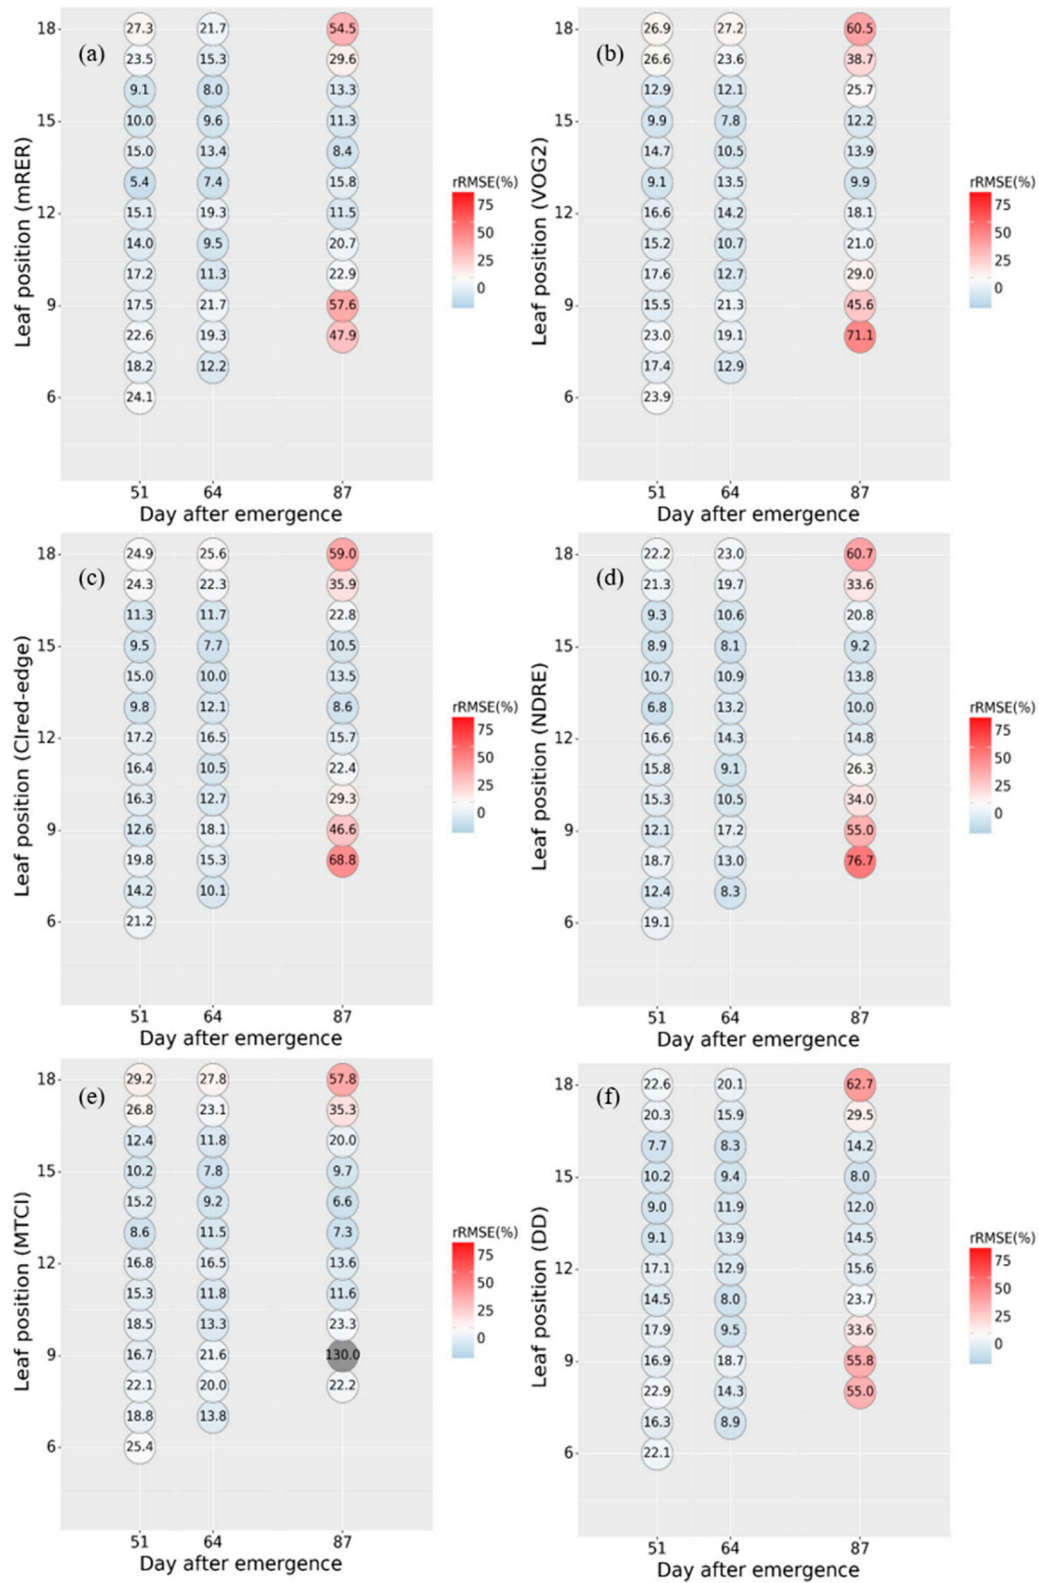 (a)
Leaf position (mRER)
18 27.3 21.7 54.5
23.5 15.3 29.6
9.1 8.0 13.3
15 10.0 9.6 11.3
15.0 13.4 8.4
5.4 7.4 15.8
12 15.1 19.3 11.5
14.0 9.5 20.7
17.2 11.3 22.9
9 17.5 21.7 57.6
22.6 19.3 47.9
18.2 12.2
6 24.1
51 64 87
Day after emergence
rRMSE(%)
75
50
25
0
(b)
Leaf position (VOG2)
18 26.9 27.2 60.5
26.6 23.6 38.7
12.9 12.1 25.7
15 9.9 7.8 12.2
14.7 10.5 13.9
9.1 13.5 9.9
12 16.6 14.2 18.1
15.2 10.7 21.0
17.6 12.7 29.0
9 15.5 21.3 45.6
23.0 19.1 71.1
17.4 12.9
6 23.9
51 64 87
Day after emergence
rRMSE(%)
75
50
25
0
(c)
Leaf position (CIred-edge)
18 24.9 25.6 59.0
24.3 22.3 35.9
11.3 11.7 22.8
15 9.5 7.7 10.5
15.0 10.0 13.5
9.8 12.1 8.6
12 17.2 16.5 15.7
16.4 10.5 22.4
16.3 12.7 29.3
9 12.6 18.1 46.6
19.8 15.3 68.8
14.2 10.1
6 21.2
51 64 87
Day after emergence
rRMSE(%)
75
50
25
0
(d)
Leaf position (NDRE)
18 22.2 23.0 60.7
21.3 19.7 33.6
9.3 10.6 20.8
15 8.9 8.1 9.2
10.7 10.9 13.8
6.8 13.2 10.0
12 16.6 14.3 14.8
15.8 9.1 26.3
15.3 10.5 34.0
9 12.1 17.2 55.0
18.7 13.0 76.7
12.4 8.3
6 19.1
51 64 87
Day after emergence
rRMSE(%)
75
50
25
0
(e)
Leaf position (MTCI)
18 29.2 27.8 57.8
26.8 23.1 35.3
12.4 11.8 20.0
15 10.2 7.8 9.7
15.2 9.2 6.6
8.6 11.5 7.3
12 16.8 16.5 13.6
15.3 11.8 11.6
18.5 13.3 23.3
9 16.7 21.6 130.0
22.1 20.0 22.2
18.8 13.8
6 25.4
51 64 87
Day after emergence
rRMSE(%)
75
50
25
0
(f)
Leaf position (DD)
18 22.6 20.1 62.7
20.3 15.9 29.5
7.7 8.3 14.2
15 10.2 9.4 8.0
9.0 11.9 12.0
9.1 13.9 14.5
12 17.1 12.9 15.6
14.5 8.0 23.7
17.9 9.5 33.6
9 16.9 18.7 55.8
22.9 14.3 55.0
16.3 8.9
6 22.1
51 64 87
Day after emergence
rRMSE(%)
75
50
25
0